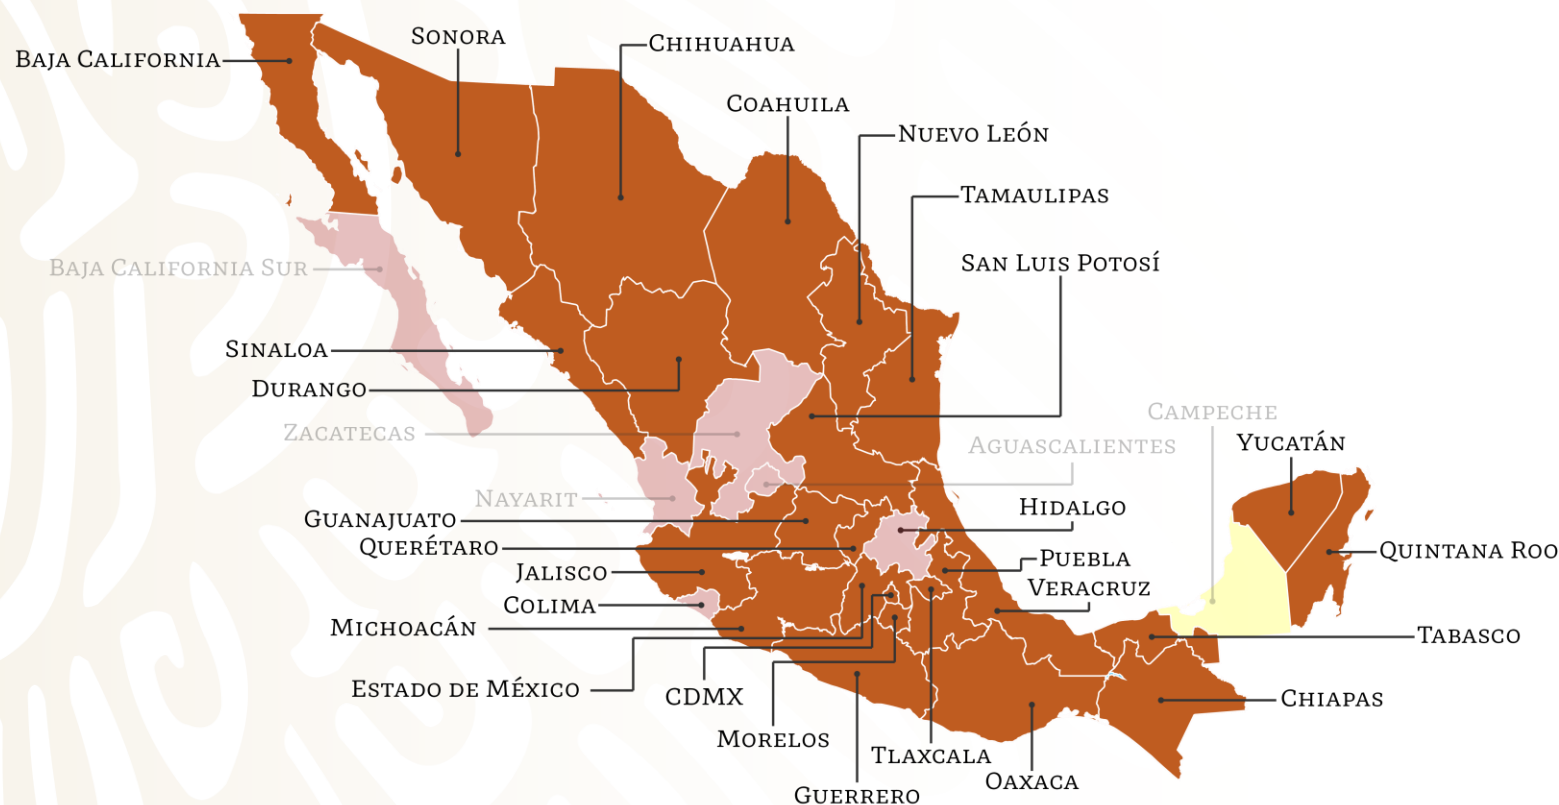 Sonora
Chihuahua
Baja California
Coahuila
Nuevo León
Tamaulipas
San Luis Potosí
Baja California Sur
Sinaloa
Durango
Campeche
Zacatecas
Yucatán
Aguascalientes
Nayarit
Hidalgo
Guanajuato
Querétaro
Quintana Roo
Puebla
Jalisco
Veracruz
Colima
Michoacán
Tabasco
Estado de México
CDMX
Chiapas
Morelos
Tlaxcala
Oaxaca
Guerrero